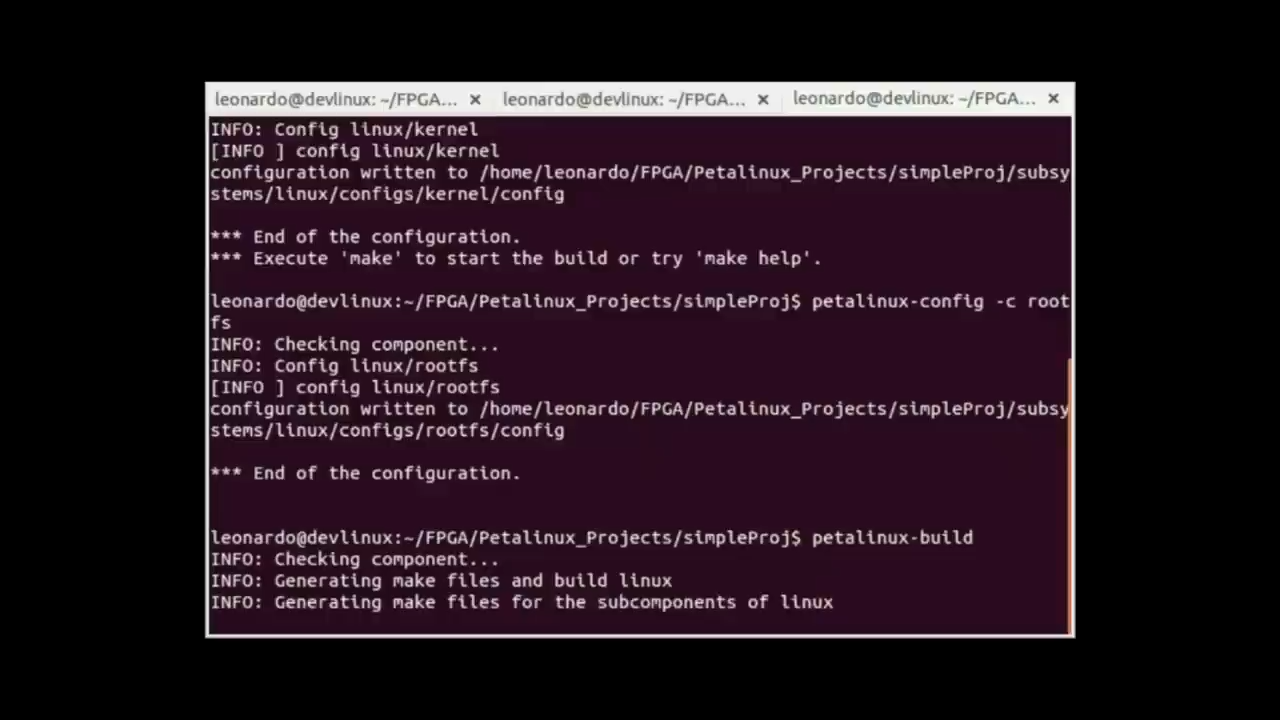 leonardo@devlinux: ~/FPGA... × leonardo@devlinux: ~/FPGA... × leonardo@devlinux: ~/FPGA... ×
INFO: Config linux/kernel
[INFO ] config linux/kernel
configuration written to /home/leonardo/FPGA/Petalinux_Projects/simpleProj/subsy
stems/linux/configs/kernel/config
*** End of the configuration.
*** Execute 'make' to start the build or try 'make help'.
leonardo@devlinux:~/FPGA/Petalinux_Projects/simpleProj$ petalinux-config -c root
fs
INFO: Checking component...
INFO: Config linux/rootfs
[INFO ] config linux/rootfs
configuration written to /home/leonardo/FPGA/Petalinux_Projects/simpleProj/subsy
stems/linux/configs/rootfs/config
*** End of the configuration.
leonardo@devlinux:~/FPGA/Petalinux_Projects/simpleProj$ petalinux-build
INFO: Checking component...
INFO: Generating make files and build linux
INFO: Generating make files for the subcomponents of linux